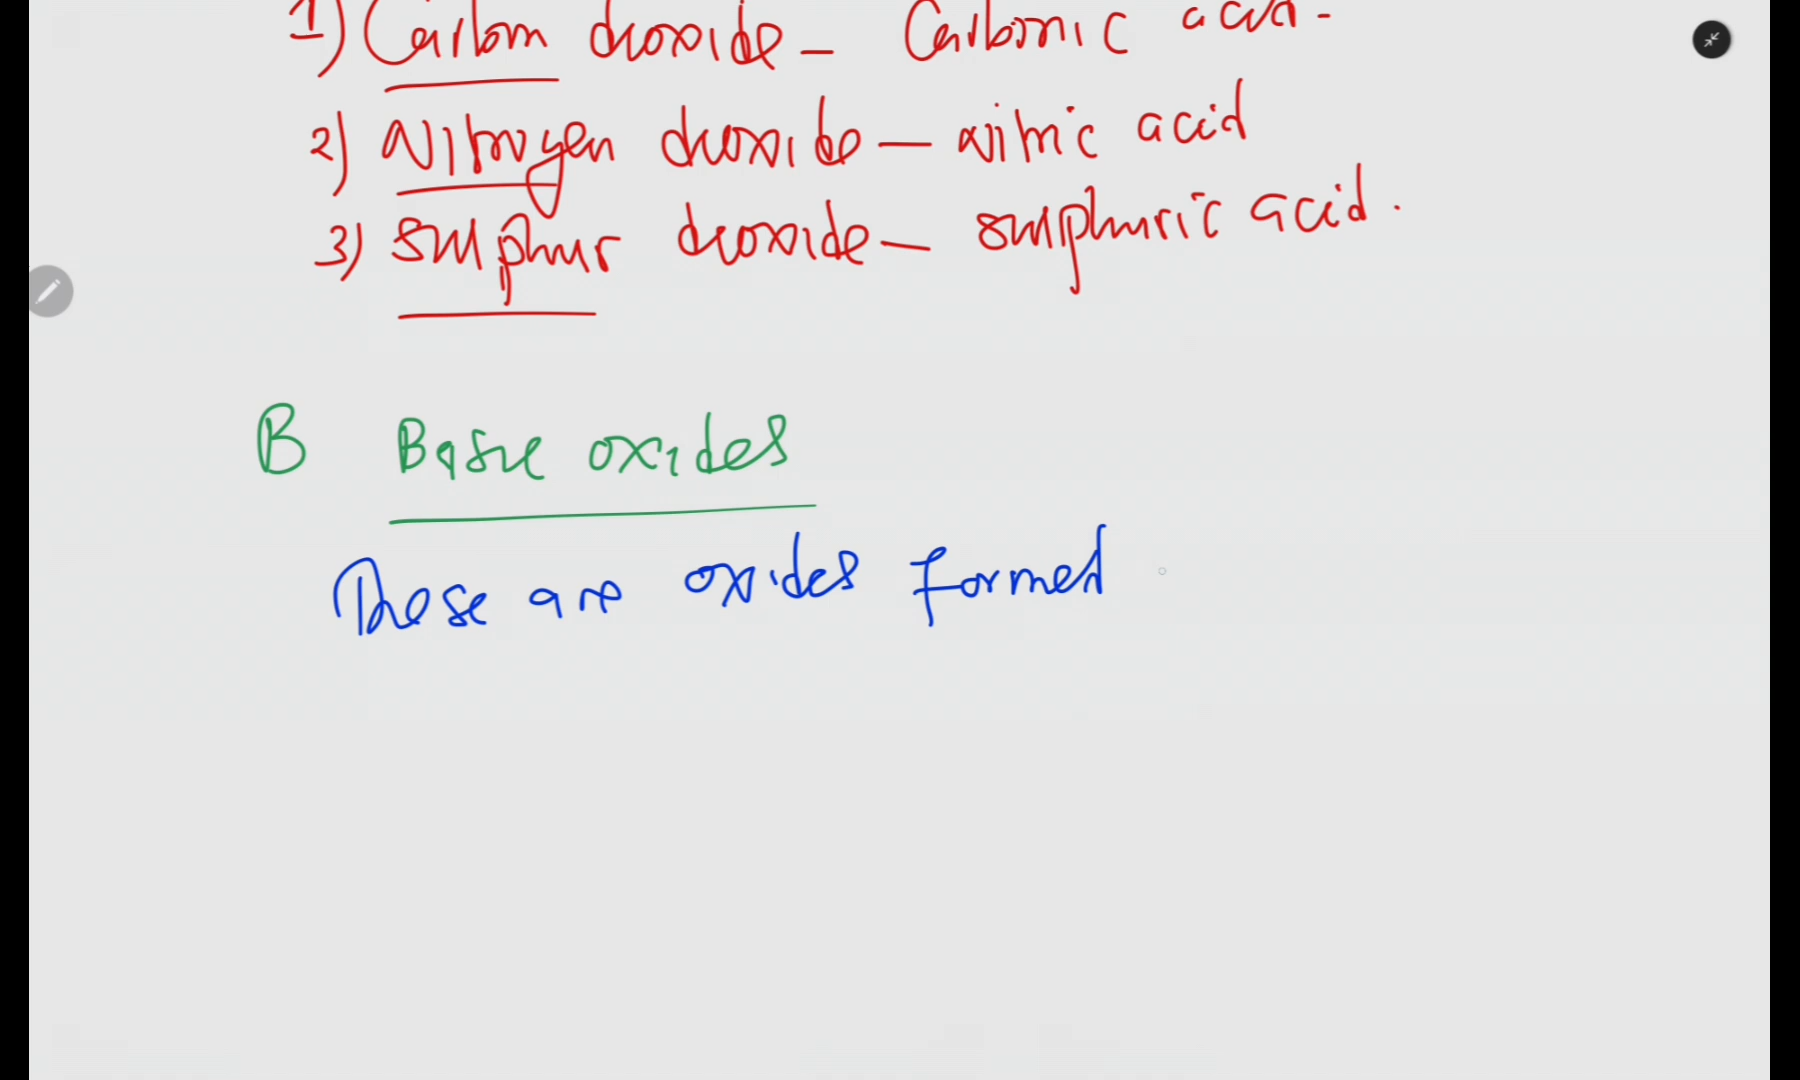 1) Carbon dioxide - Carbonic acid.
2) Nitrogen dioxide - nitric acid
3) Sulphur dioxide - sulphuric acid.
B Basic oxides
These are oxides formed